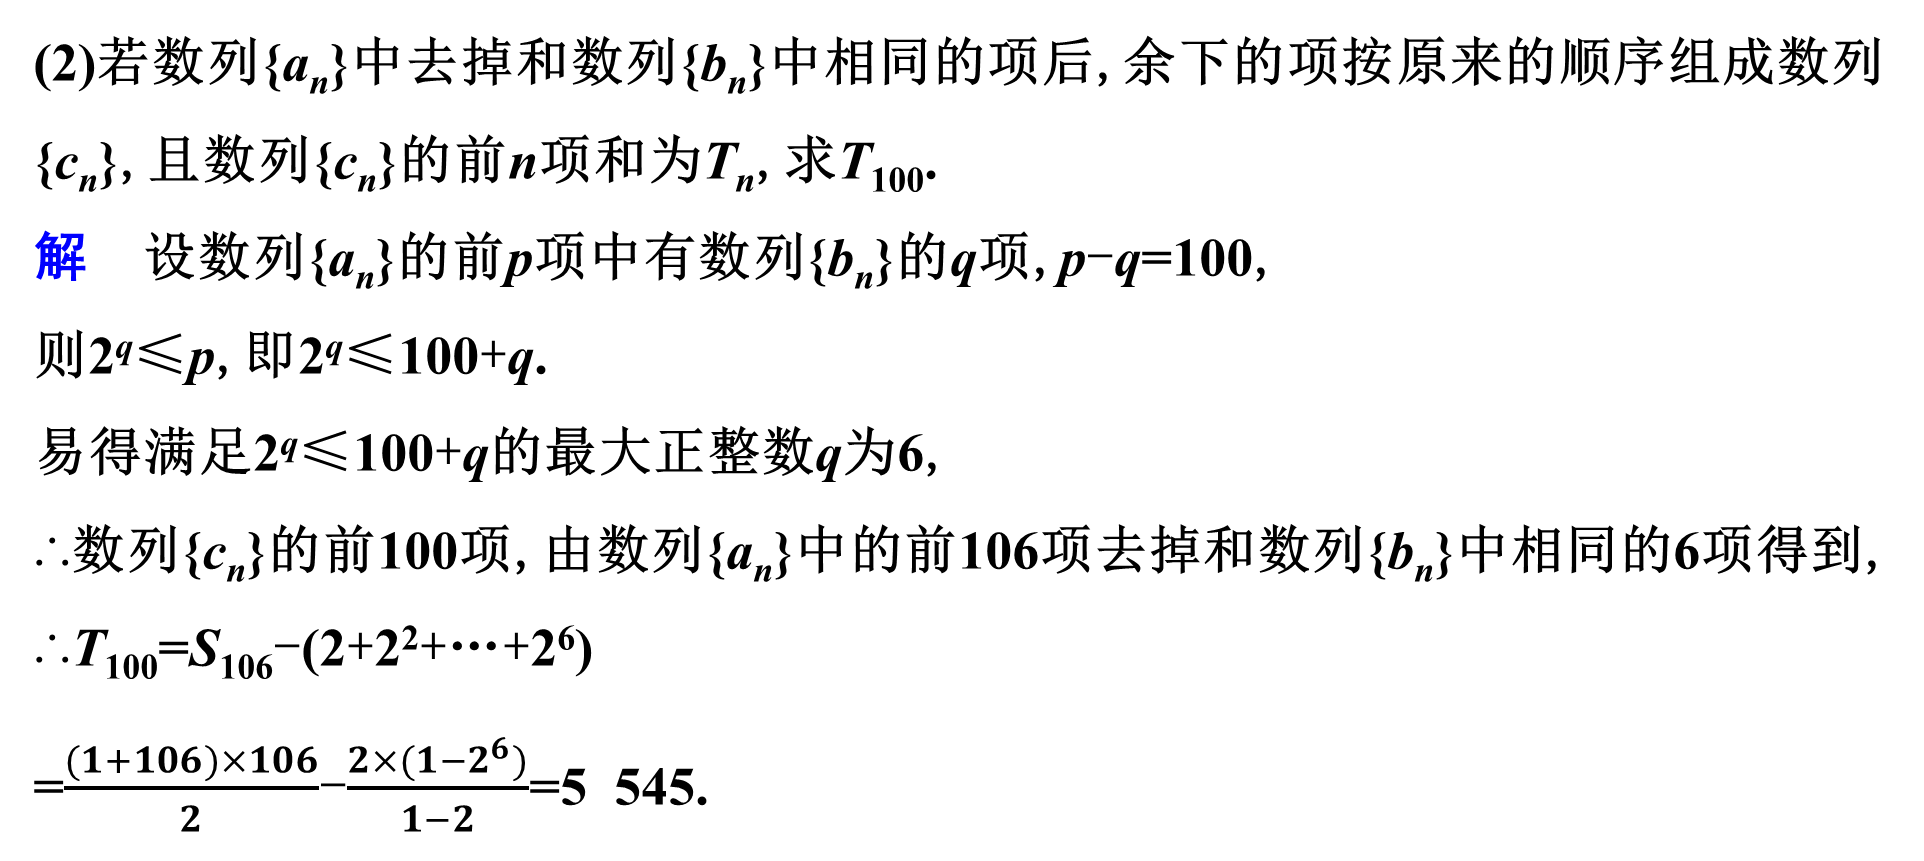 (2)若数列{aₙ}中去掉和数列{bₙ}中相同的项后,余下的项按原来的顺序组成数列
{cₙ},且数列{cₙ}的前n项和为Tₙ,求T₁₀₀.
解 设数列{aₙ}的前p项中有数列{bₙ}的q项,p−q=100,
则2^q≤p,即2^q≤100+q.
易得满足2^q≤100+q的最大正整数q为6,
∴数列{cₙ}的前100项,由数列{aₙ}中的前106项去掉和数列{bₙ}中相同的6项得到,
∴T₁₀₀=S₁₀₆−(2+2²+⋯+2⁶)
=\frac{(1+106)×106}{2}−\frac{2×(1−2⁶)}{1−2}=5 545.